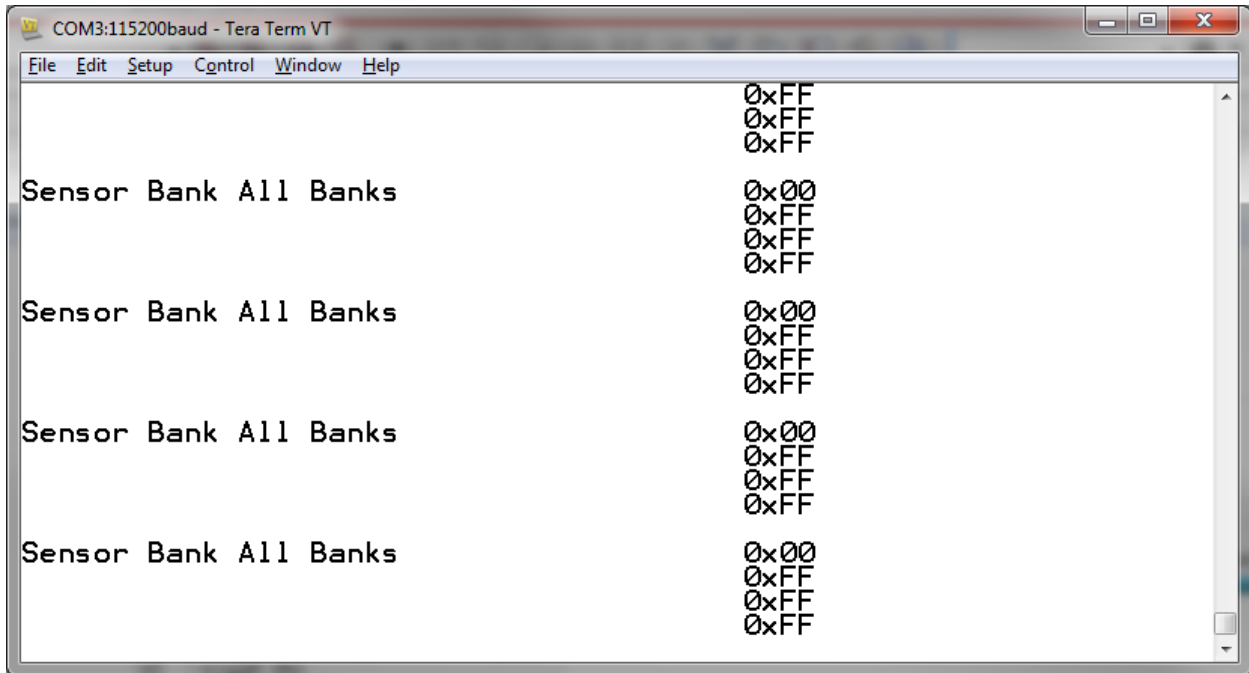 COM3:115200baud - Tera Term VT
File Edit Setup Control Window Help
0xFF
0xFF
0xFF
Sensor Bank All Banks 0x00
0xFF
0xFF
0xFF
Sensor Bank All Banks 0x00
0xFF
0xFF
0xFF
Sensor Bank All Banks 0x00
0xFF
0xFF
0xFF
Sensor Bank All Banks 0x00
0xFF
0xFF
0xFF